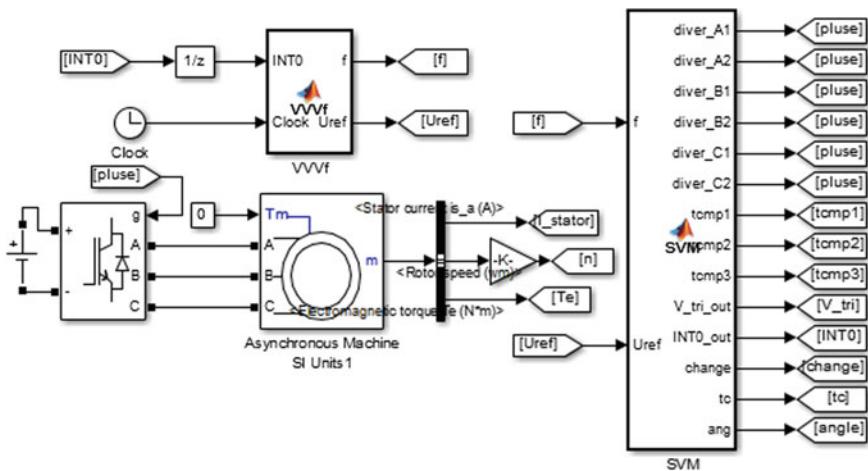 [INT0]
1/z
INT0
f
VVVf
Clock
Uref
VVVf
[f]
[Uref]
Clock
[pluse]
0
g
+
-
A
B
C
+
Tm
A
B
C
m
Asynchronous Machine
SI Units1
<Stator current is_a (A)>
<Rotor speed (wm)>
<Electromagnetic torque Te (N*m)>
-K-
[I_stator]
[n]
[Te]
[f]
[Uref]
f
Uref
SVM
diver_A1
diver_A2
diver_B1
diver_B2
diver_C1
diver_C2
tcmp1
tcmp2
tcmp3
V_tri_out
INT0_out
change
tc
ang
SVM
[pluse]
[pluse]
[pluse]
[pluse]
[pluse]
[pluse]
[tcmp1]
[tcmp2]
[tcmp3]
[V_tri]
[INT0]
[change]
[tc]
[angle]